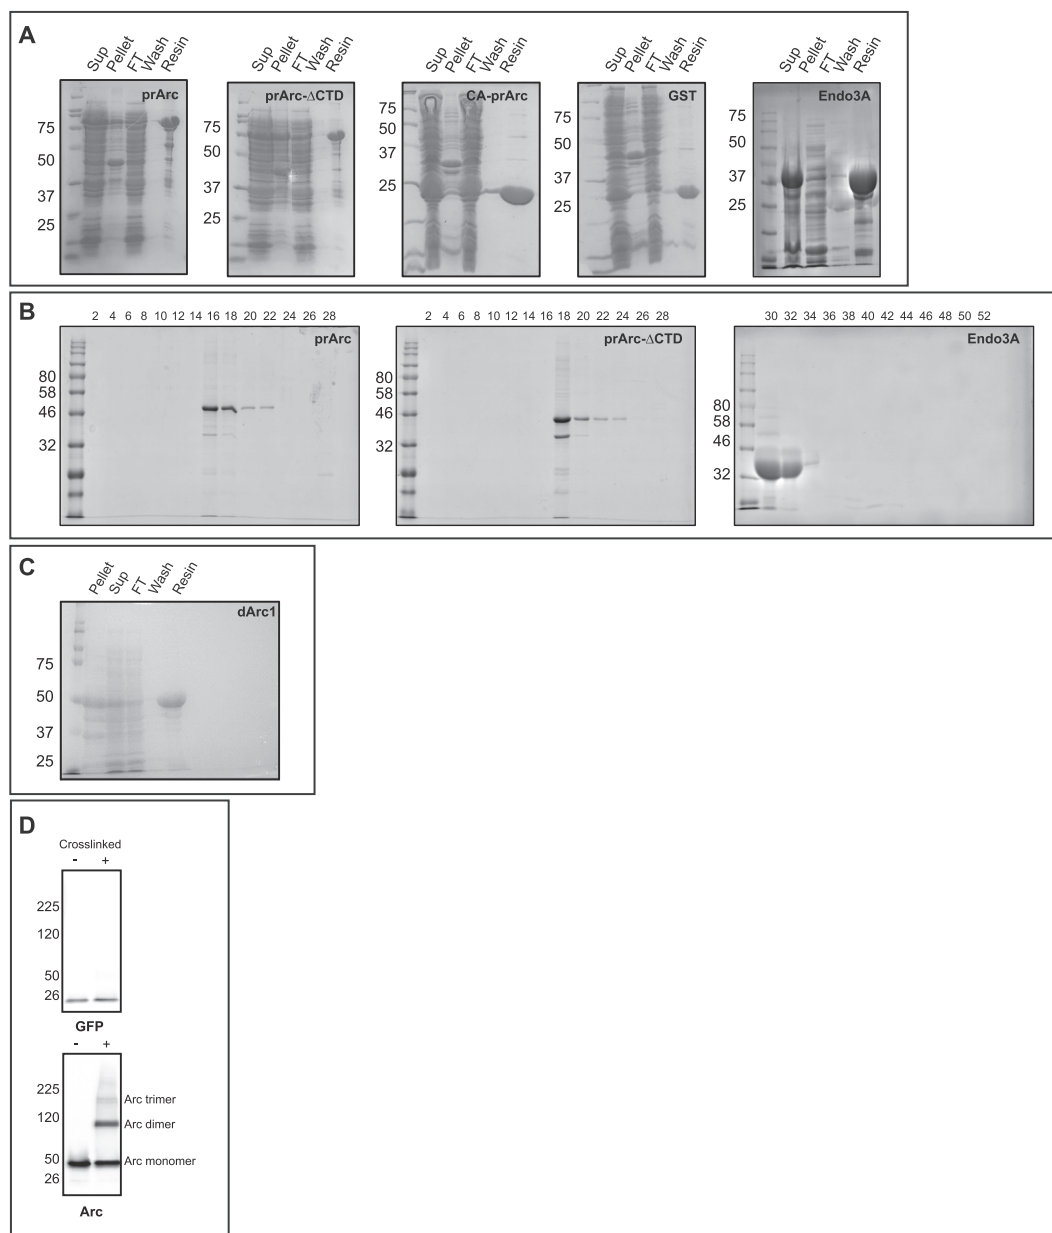 A
Sup Pellet FT Wash Resin
prArc
75
50
37
25
Sup Pellet FT Wash Resin
prArc-ΔCTD
75
50
37
25
Sup Pellet FT Wash Resin
CA-prArc
75
50
37
25
Sup Pellet FT Wash Resin
GST
75
50
37
25
Sup Pellet FT Wash Resin
Endo3A
75
50
37
25
B
2 4 6 8 10 12 14 16 18 20 22 24 26 28
prArc
80
58
46
32
2 4 6 8 10 12 14 16 18 20 22 24 26 28
prArc-ΔCTD
80
58
46
32
30 32 34 36 38 40 42 44 46 48 50 52
Endo3A
80
58
46
32
C
Pellet Sup FT Wash Resin
dArc1
75
50
37
25
D
Crosslinked
- +
225
120
50
26
GFP
- +
225
Arc trimer
120
Arc dimer
50
Arc monomer
26
Arc